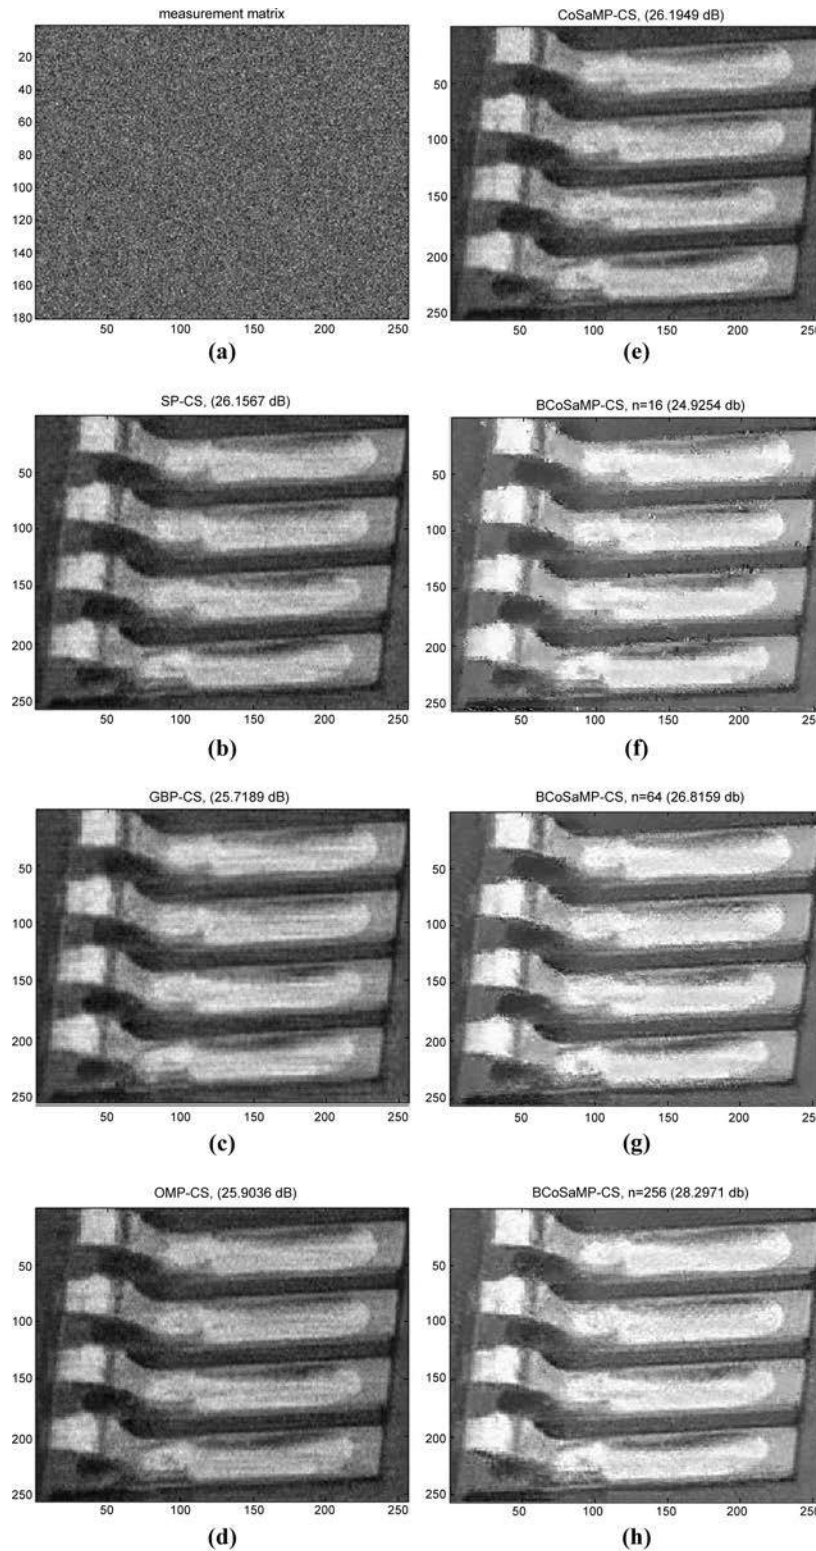 measurement matrix
20
40
60
80
100
120
140
160
180
50 100 150 200 250
(a)
SP-CS, (26.1567 dB)
50
100
150
200
250
50 100 150 200 250
(b)
GBP-CS, (25.7189 dB)
50
100
150
200
250
50 100 150 200 250
(c)
OMP-CS, (25.9036 dB)
50
100
150
200
250
50 100 150 200 250
(d)
CoSaMP-CS, (26.1949 dB)
50
100
150
200
250
50 100 150 200 250
(e)
BCoSaMP-CS, n=16 (24.9254 db)
50
100
150
200
250
50 100 150 200 250
(f)
BCoSaMP-CS, n=64 (26.8159 db)
50
100
150
200
250
50 100 150 200 250
(g)
BCoSaMP-CS, n=256 (28.2971 db)
50
100
150
200
250
50 100 150 200 250
(h)